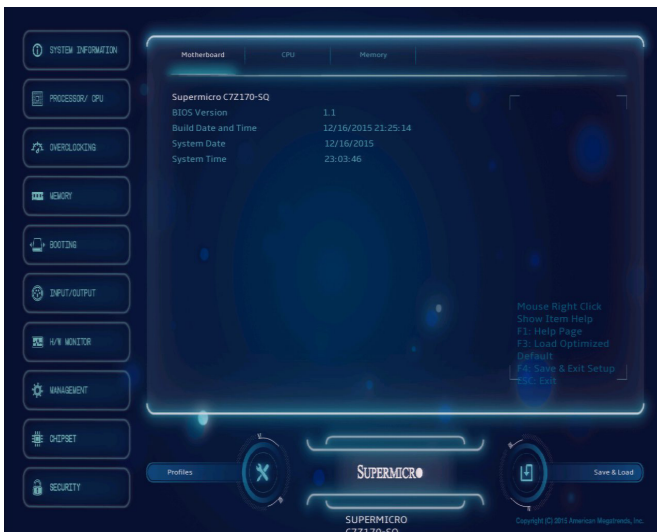 SYSTEM INFORMATION
PROCESSOR/ CPU
OVERCLOCKING
MEMORY
BOOTING
INPUT/OUTPUT
H/W MONITOR
MANAGEMENT
CHIPSET
SECURITY
Motherboard CPU Memory
Supermicro C7Z170-SQ
BIOS Version 1.1
Build Date and Time 12/16/2015 21:25:14
System Date 12/16/2015
System Time 23:03:46
Mouse Right Click
Show Item Help
F1: Help Page
F3: Load Optimized
Default
F4: Save & Exit Setup
ESC: Exit
Profiles
SUPERMICRO
Save & Load
SUPERMICRO
C7Z170-SQ
Copyright (C) 2015 American Megatrends, Inc.